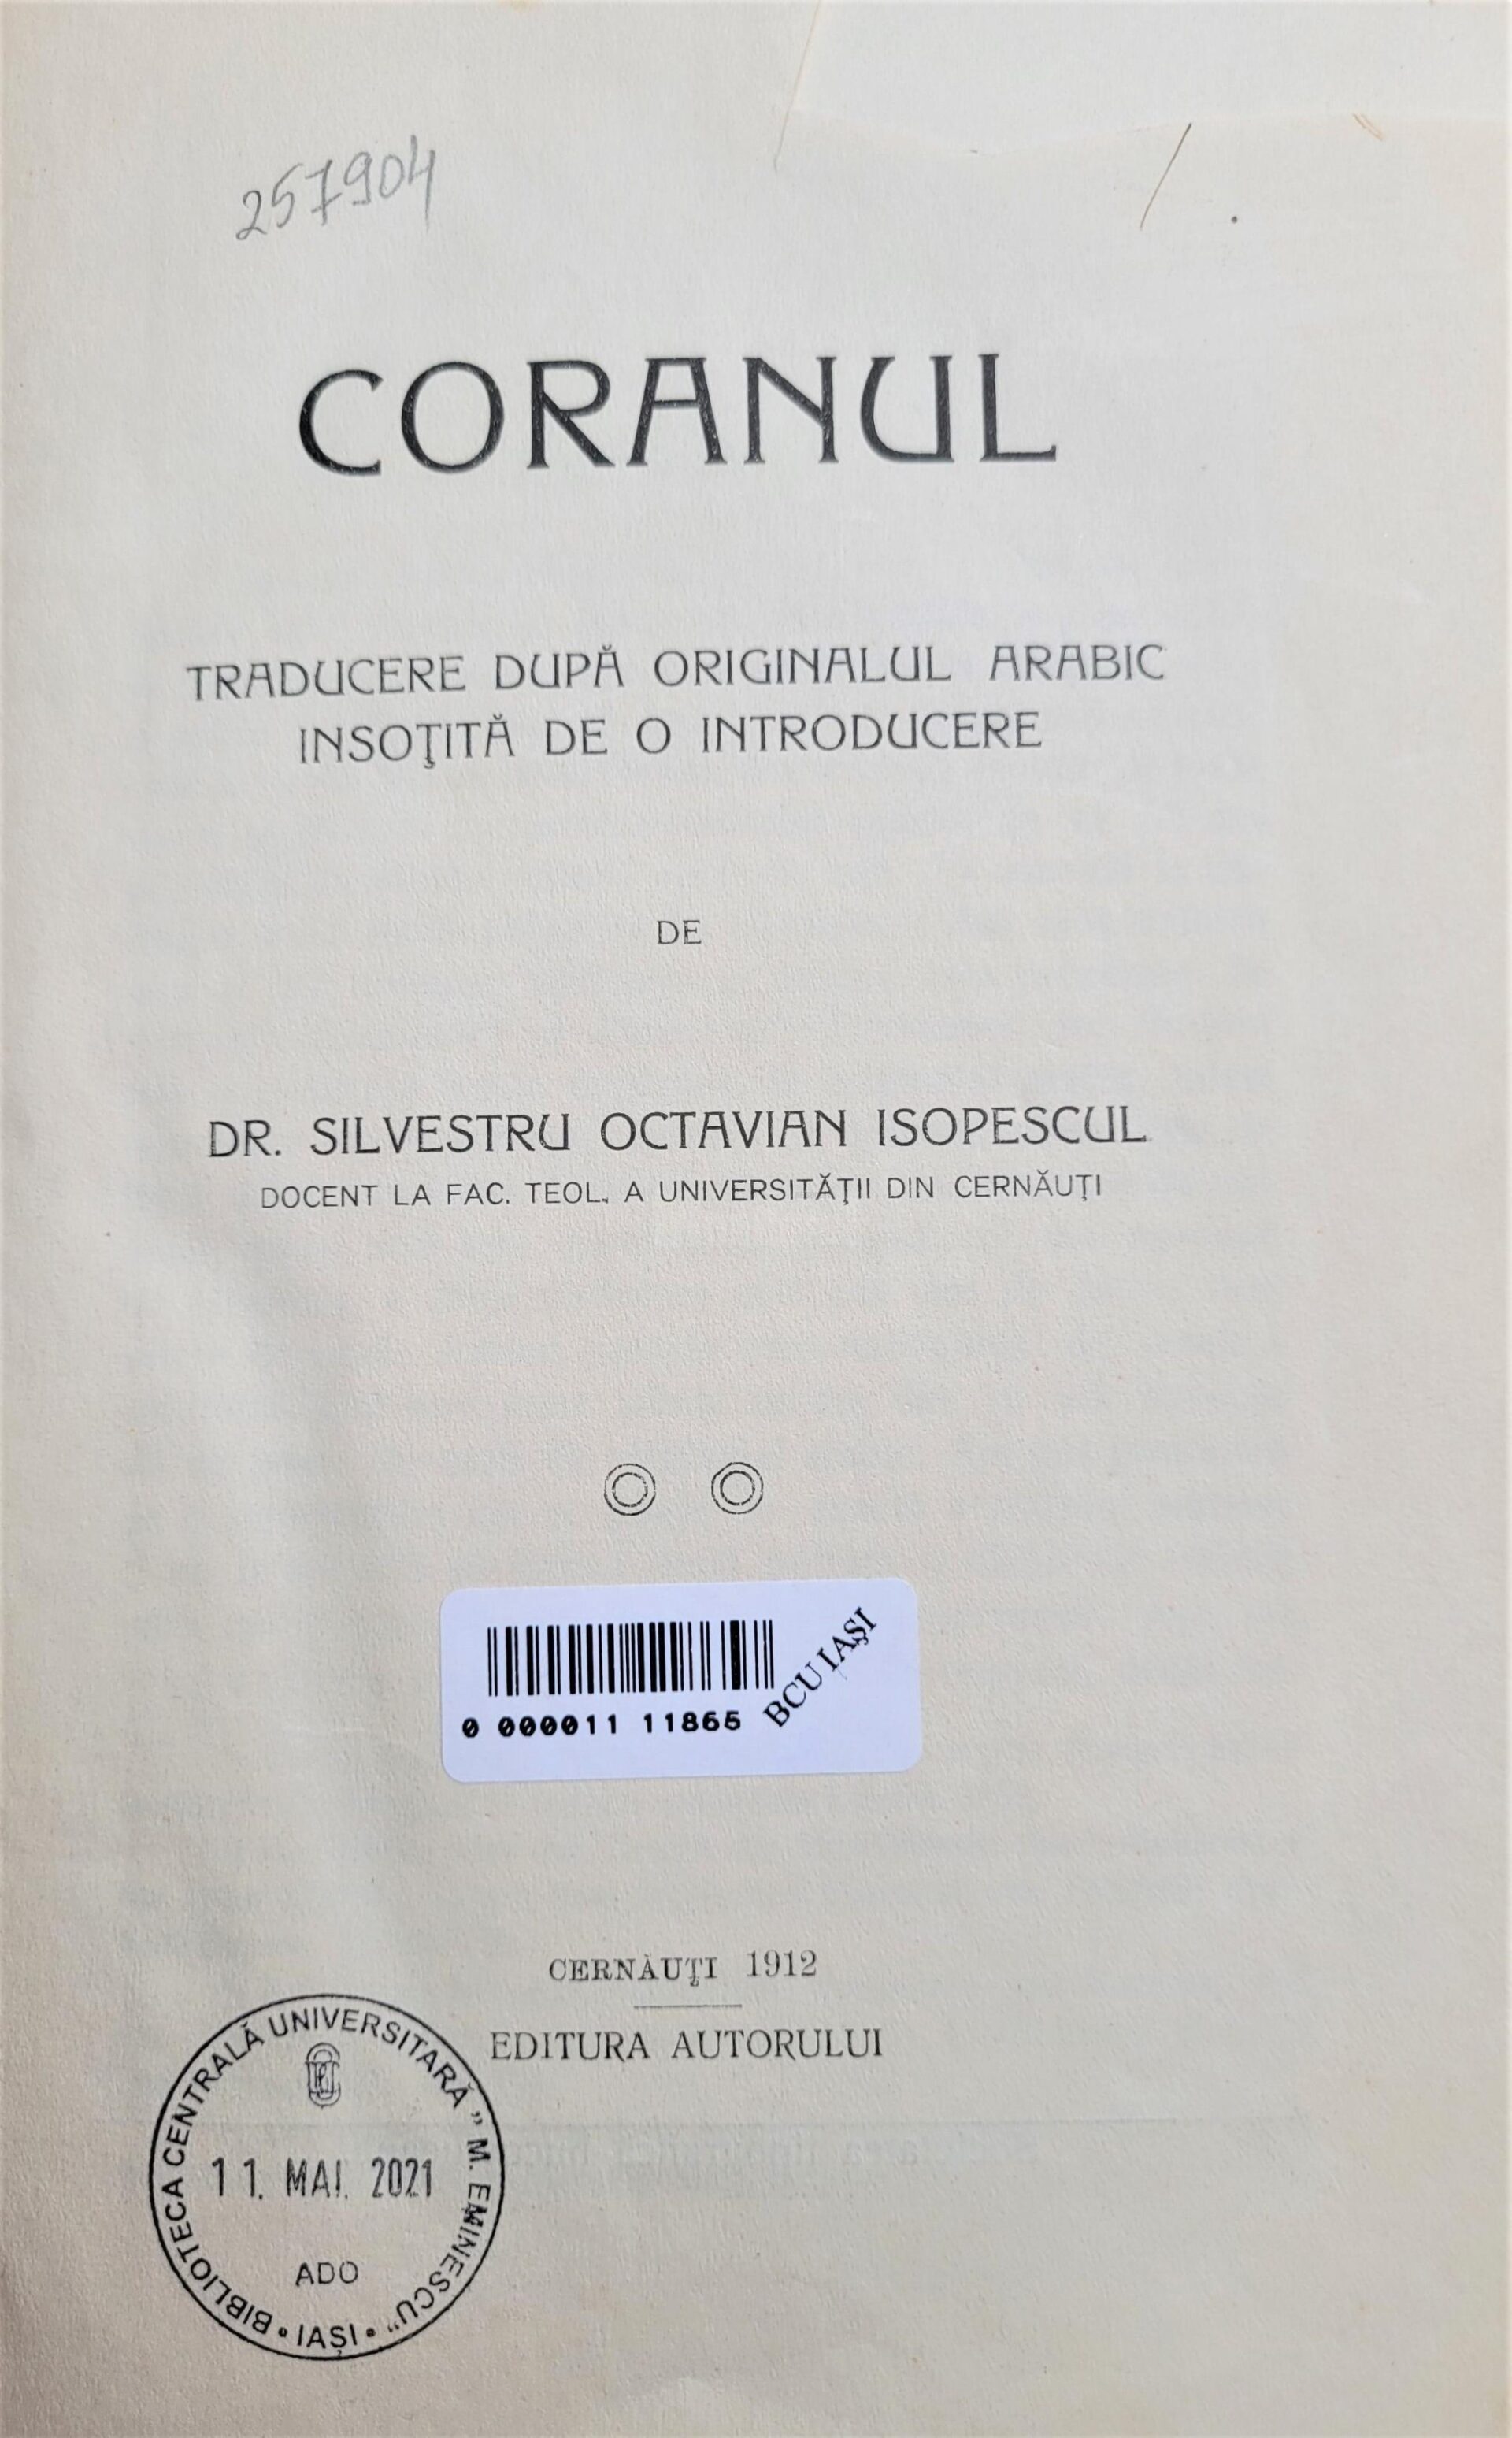 257904
CORANUL
TRADUCERE DUPĂ ORIGINALUL ARABIC
INSOŢITĂ DE O INTRODUCERE
DE
DR. SILVESTRU OCTAVIAN ISOPESCUL
DOCENT LA FAC. TEOL. A UNIVERSITĂŢII DIN CERNĂUŢI
0 000011 11865
BCU IAŞI
CERNĂUŢI 1912
EDITURA AUTORULUI
BIBLIOTECA CENTRALĂ UNIVERSITARĂ " M. EMINESCU"
11. MAI. 2021
ADO
• IAŞI •